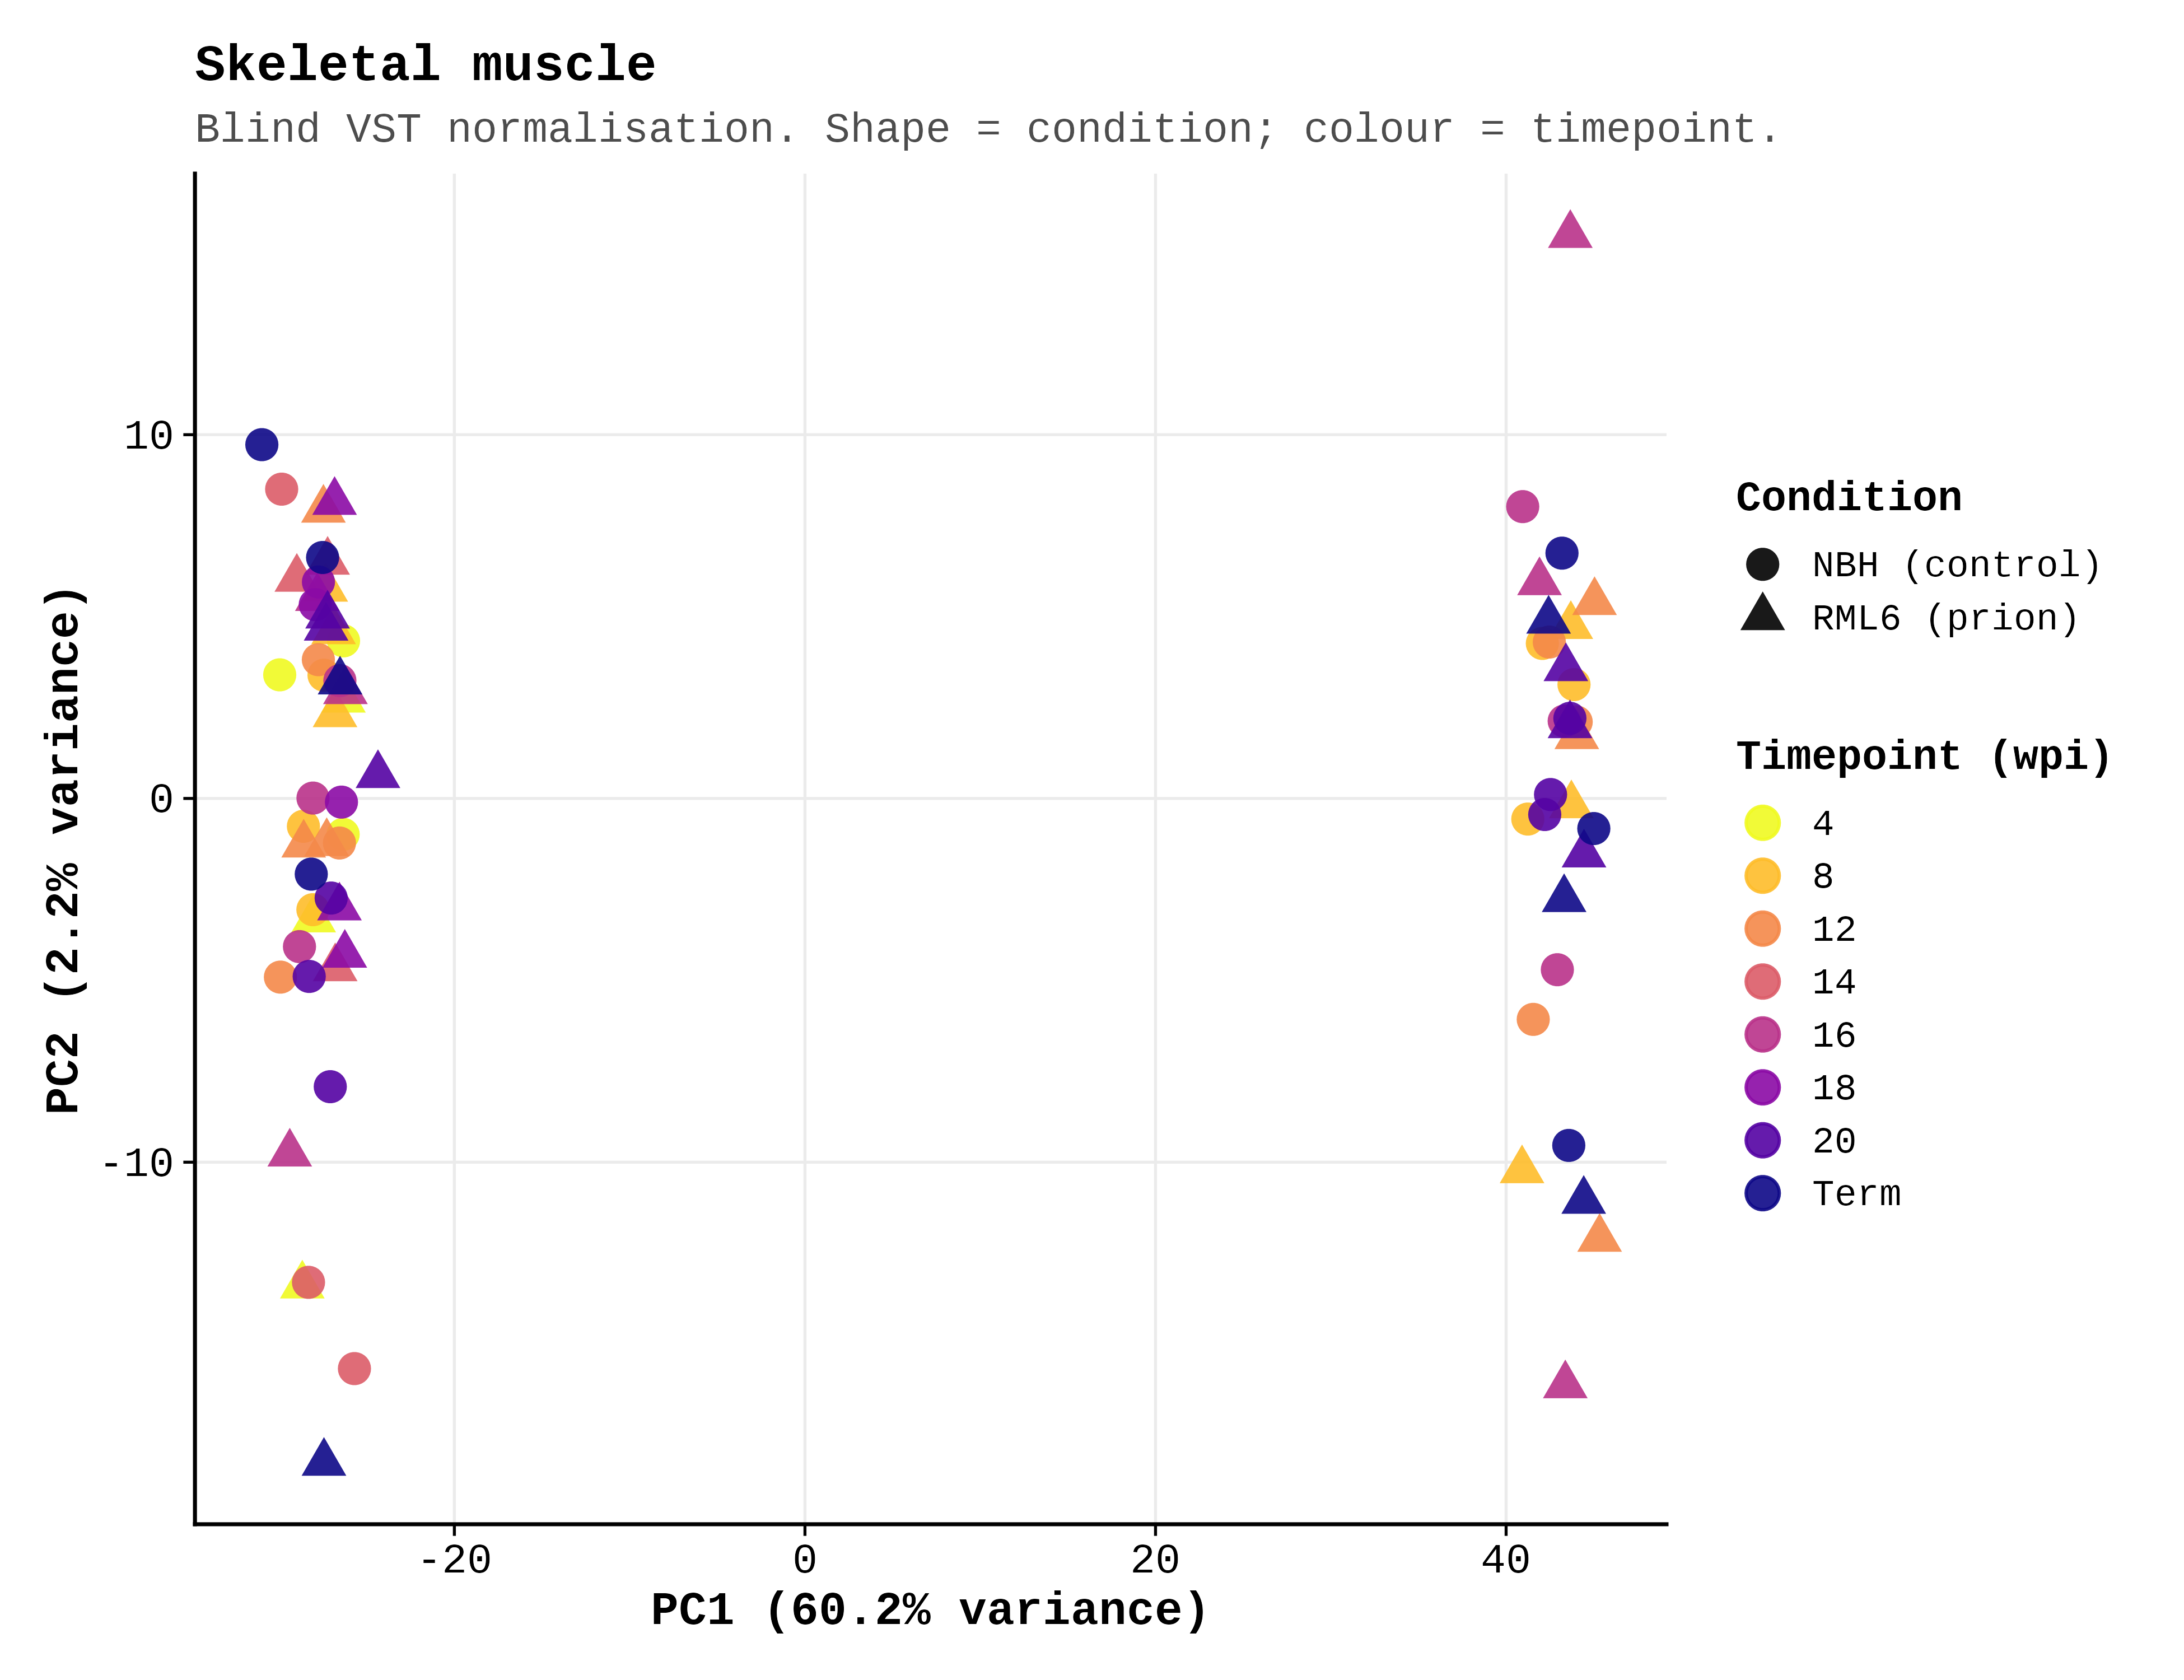 Skeletal muscle
Blind VST normalisation. Shape = condition; colour = timepoint.
PC2 (2.2% variance)
10
0
-10
-20
0
20
40
PC1 (60.2% variance)
Condition
NBH (control)
RML6 (prion)
Timepoint (wpi)
4
8
12
14
16
18
20
Term